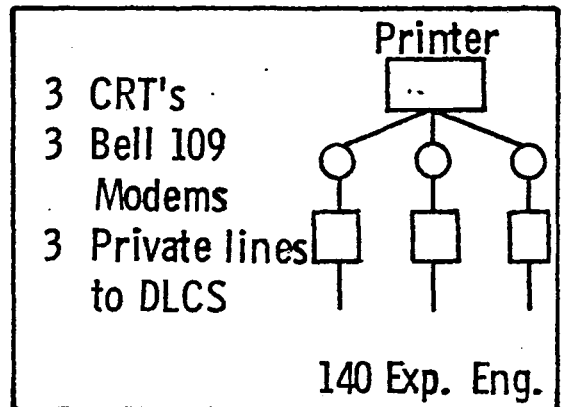 Printer
3 CRT's
3 Bell 109
Modems
3 Private lines
to DLCS
140 Exp. Eng.